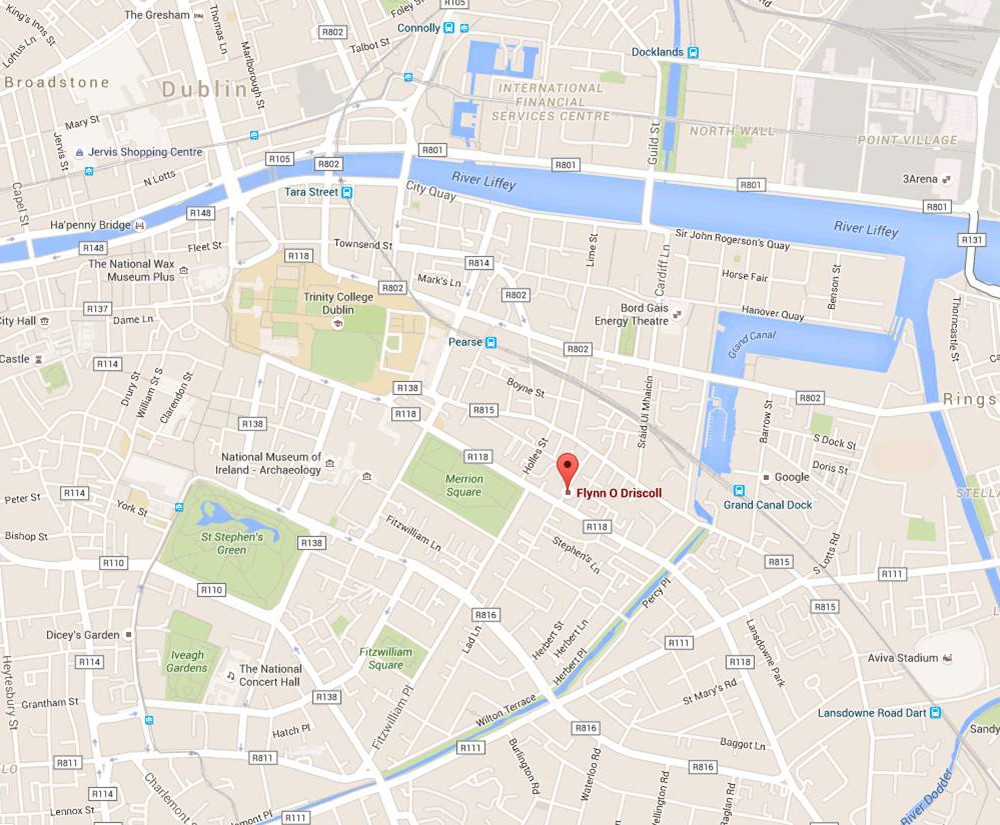 King's Inns St
The Gresham
Thomas Ln
Marlborough St
R802
Foley St
R105
Connolly
Talbot St
Docklands
Rd
Loftus Ln
Broadstone
Dublin
INTERNATIONAL
FINANCIAL
SERVICES CENTRE
Mary St
Jervis St
Jervis Shopping Centre
N Lotts
R105
R802
R801
R801
Guild St
NORTH WALL
POINT VILLAGE
3Arena
R801
R801
R131
Capel St
Ha'penny Bridge
R148
R148
Tara Street
City Quay
River Liffey
River Liffey
Sir John Rogerson's Quay
Fleet St
R118
Townsend St
The National Wax
Museum Plus
R814
Mark's Ln
R802
R802
Lime St
Cardiff Ln
Horse Fair
Benson St
Hanover Quay
Trinity College
Dublin
R137
Dame Ln
City Hall
Castle
R114
Bord Gáis
Energy Theatre
Grand Canal
Thorncastle St
Ca
Pearse
R802
Drury St
William St S
Clarendon St
R138
R138
R118
R815
Boyne St
Sráid Uí Mhaicín
R802
Rings
Barrow St
S Dock St
Doris St
National Museum of
Ireland - Archaeology
R118
Merrion
Square
Holles St
Flynn O Driscoll
Google
Grand Canal Dock
STELLA
Peter St
R114
York St
Bishop St
St Stephen's
Green
R138
Fitzwilliam Ln
R118
Stephen's Ln
R110
R110
R815
S Lotts Rd
R111
R815
Percy Pl
R816
Lad Ln
Herbert St
Herbert Ln
Herbert Pl
R111
R118
Lansdowne Park
Dicey's Garden
R114
Iveagh
Gardens
Fitzwilliam
Square
The National
Concert Hall
Aviva Stadium
Heytesbury St
Grantham St
R138
Hatch Pl
Fitzwilliam Pl
Wilton Terrace
St Mary's Rd
Lansdowne Road Dart
Sandy
R816
R111
Baggot Ln
LO
R811
R811
R816
Burlington Rd
Waterloo Rd
Wellington Rd
Raglan Rd
River Dodder
R114
Lennox St
Charlemont
mont Pl
R111